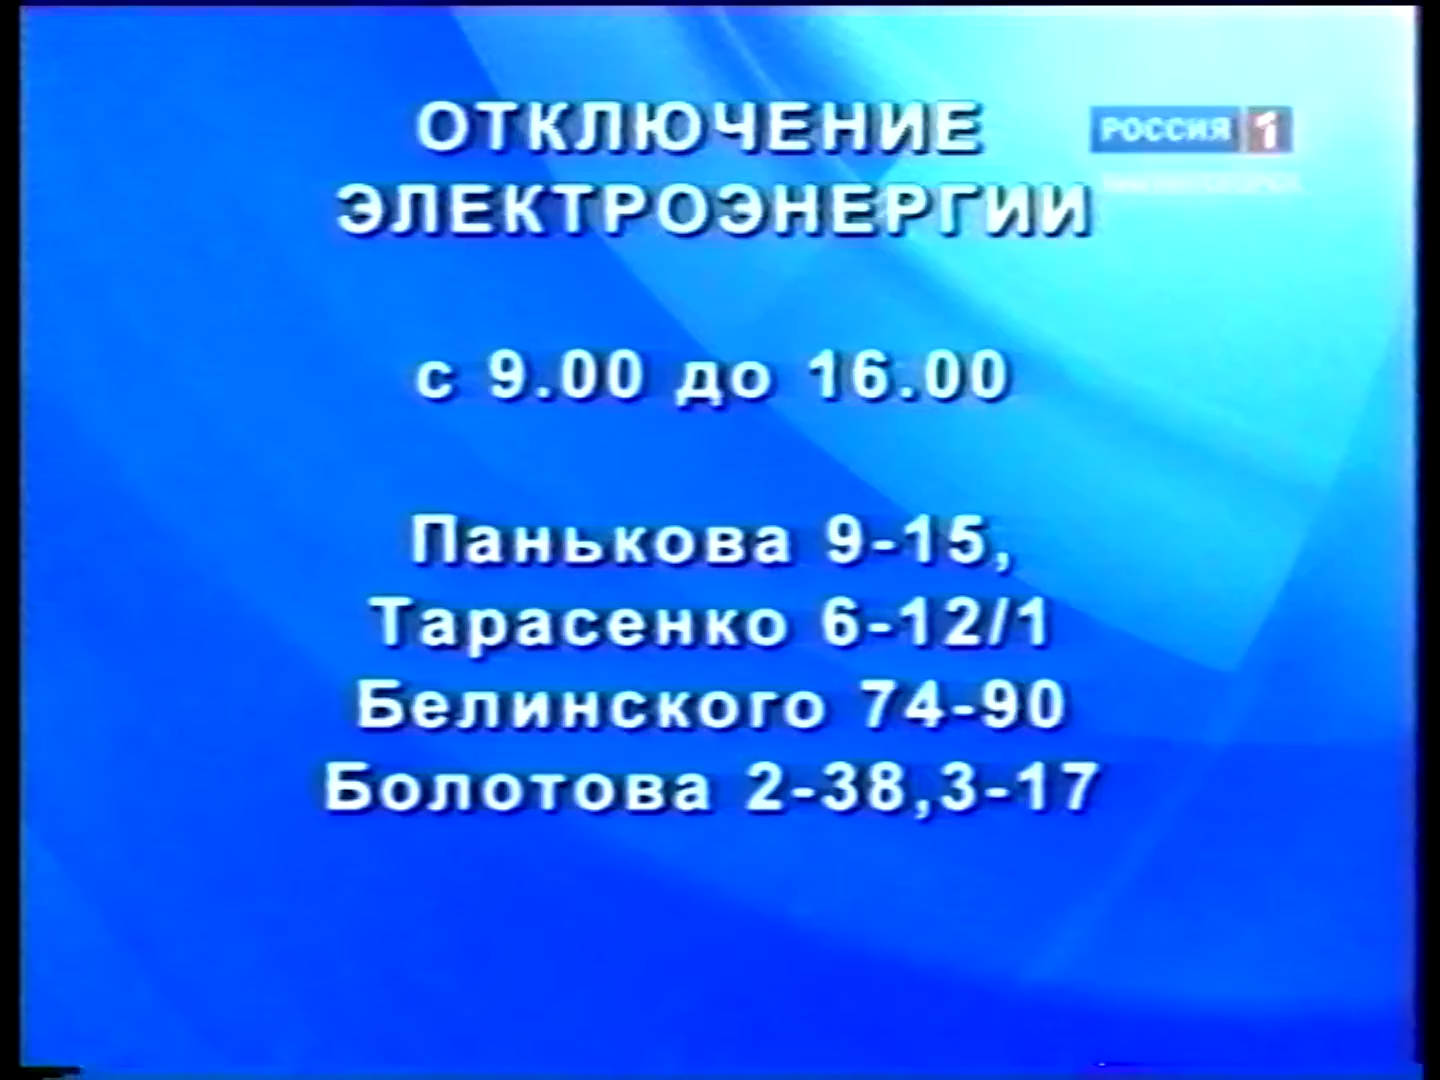 ОТКЛЮЧЕНИЕ
РОССИЯ 1
ЭЛЕКТРОЭНЕРГИИ
с 9.00 до 16.00
Панькова 9-15,
Тарасенко 6-12/1
Белинского 74-90
Болотова 2-38,3-17